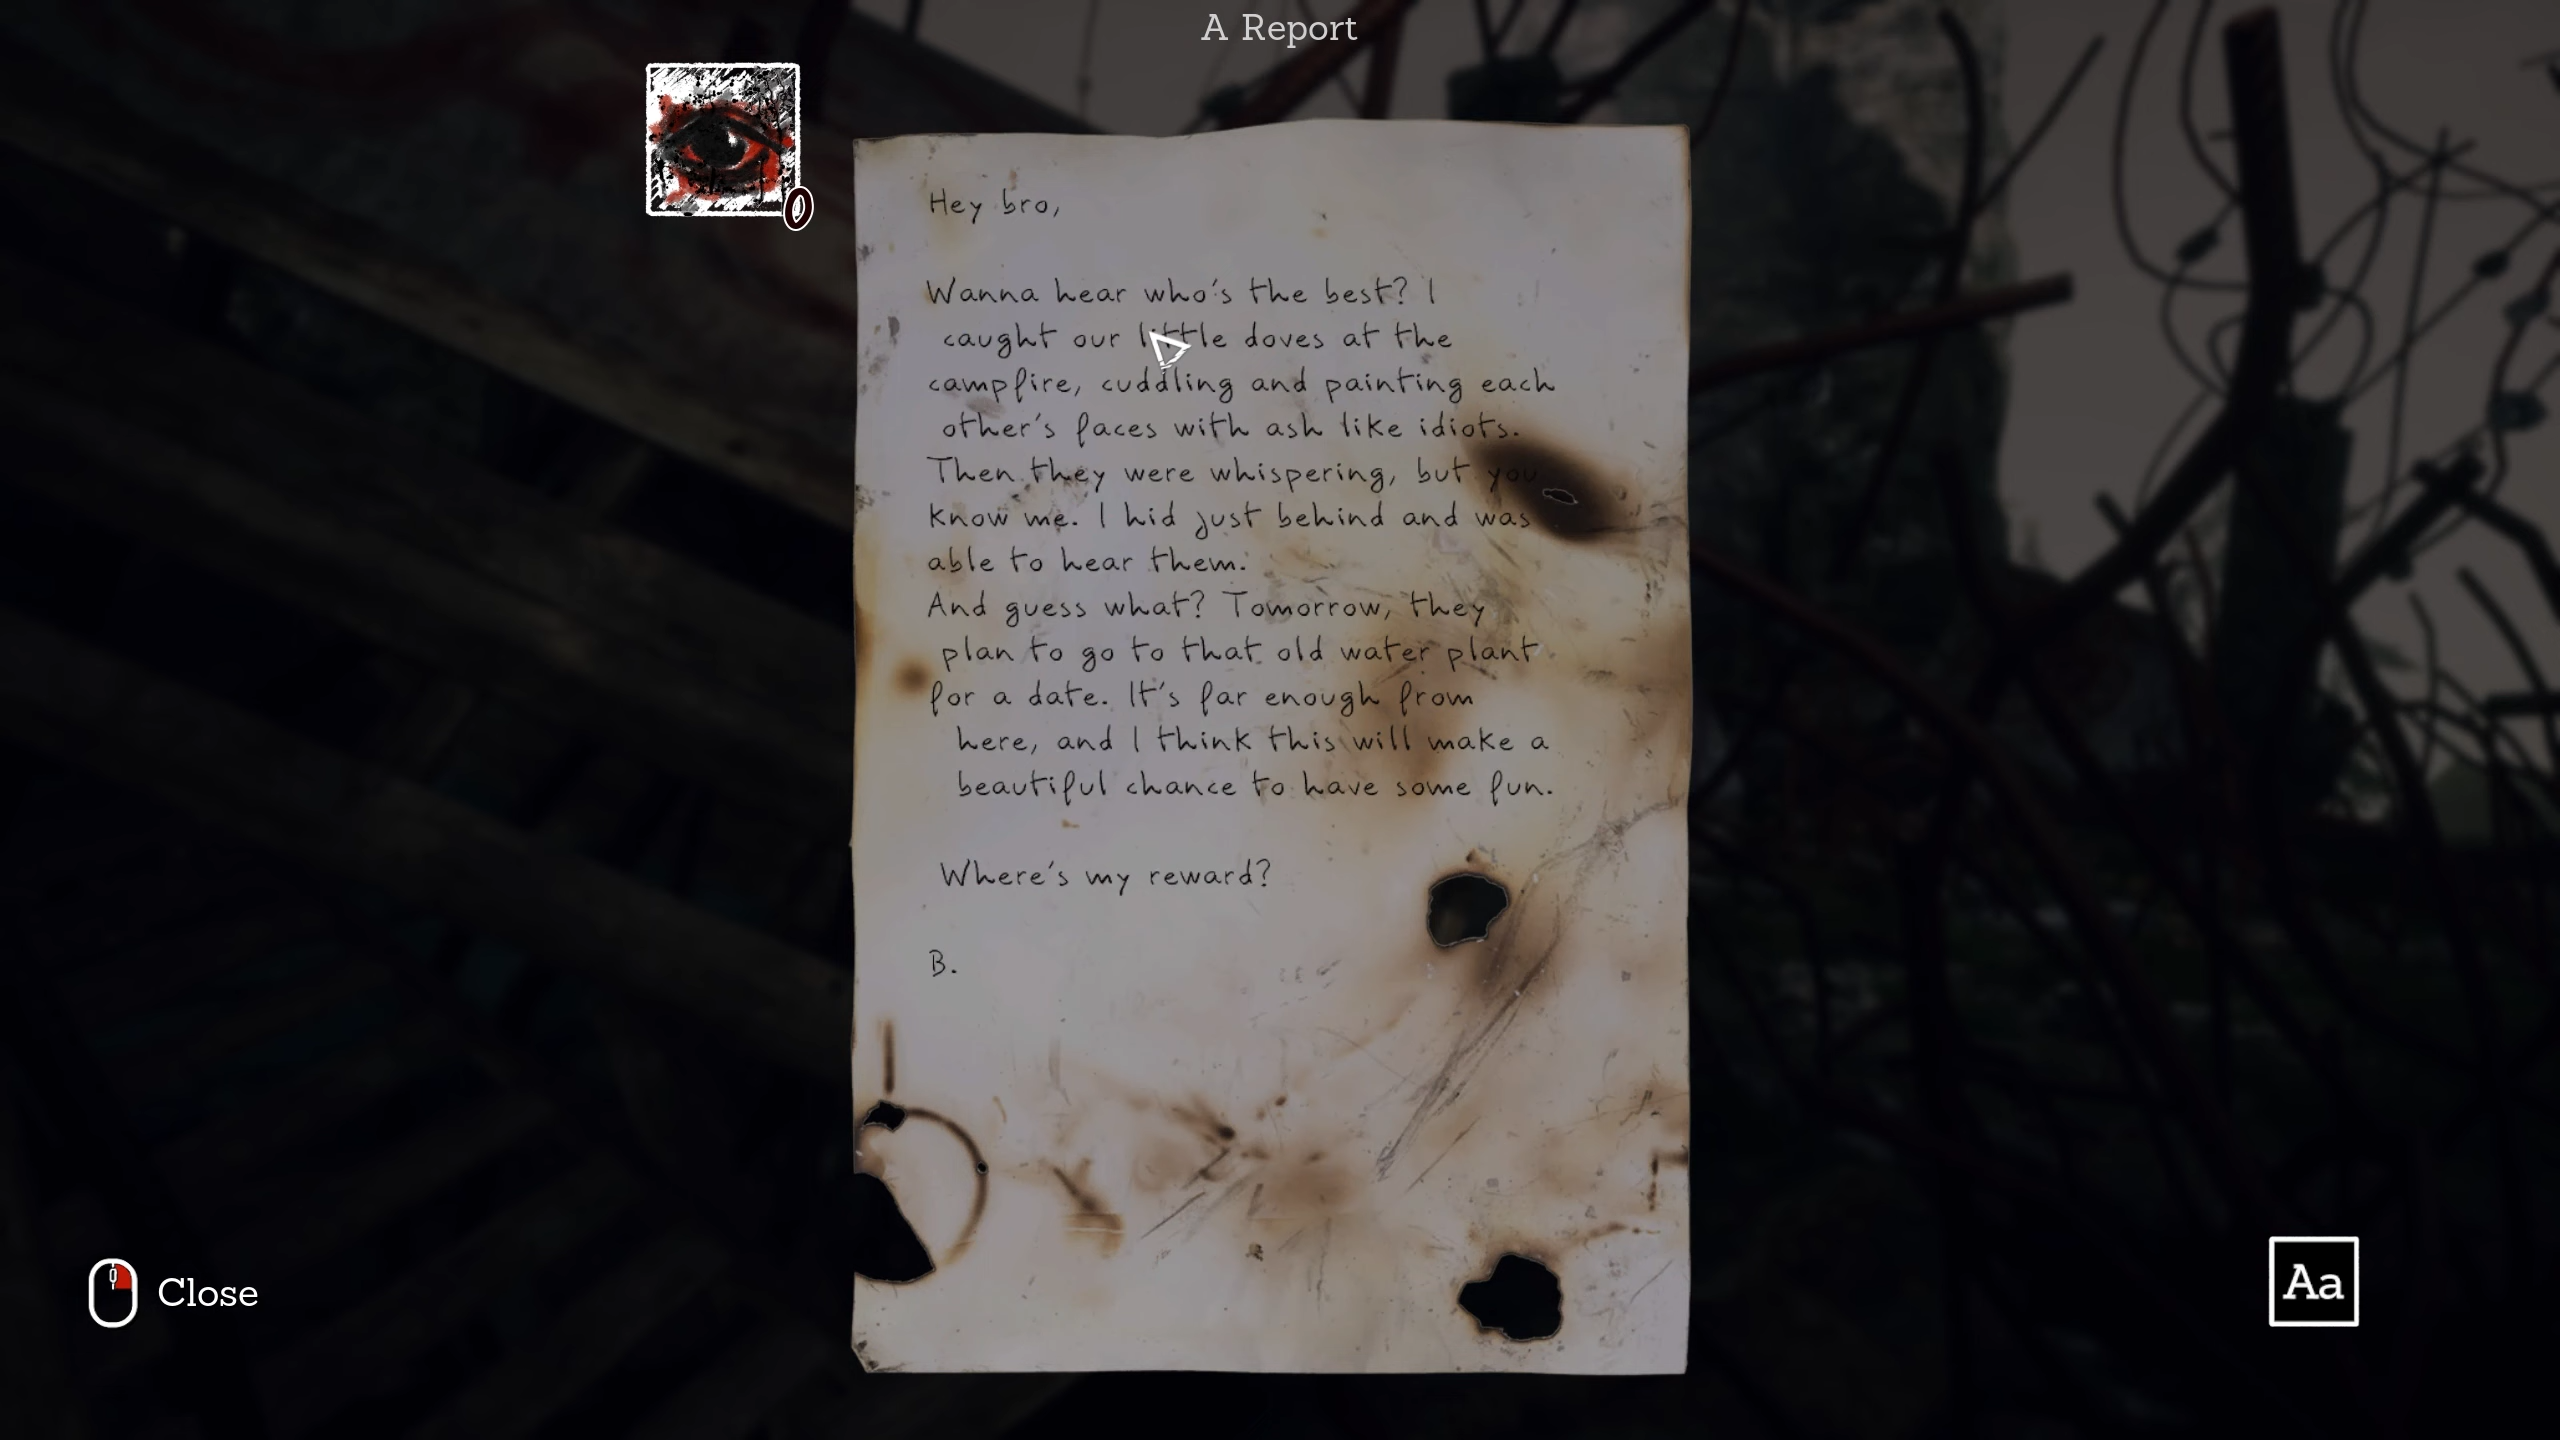 A Report
0
Hey bro,
Wanna hear who's the best? I
caught our little doves at the
campfire, cuddling and painting each
other's faces with ash like idiots.
Then they were whispering, but you
know me. I hid just behind and was
able to hear them.
And guess what? Tomorrow, they
plan to go to that old water plant
for a date. It's far enough from
here, and I think this will make a
beautiful chance to have some fun.
Where's my reward?
B.
Close
Aa